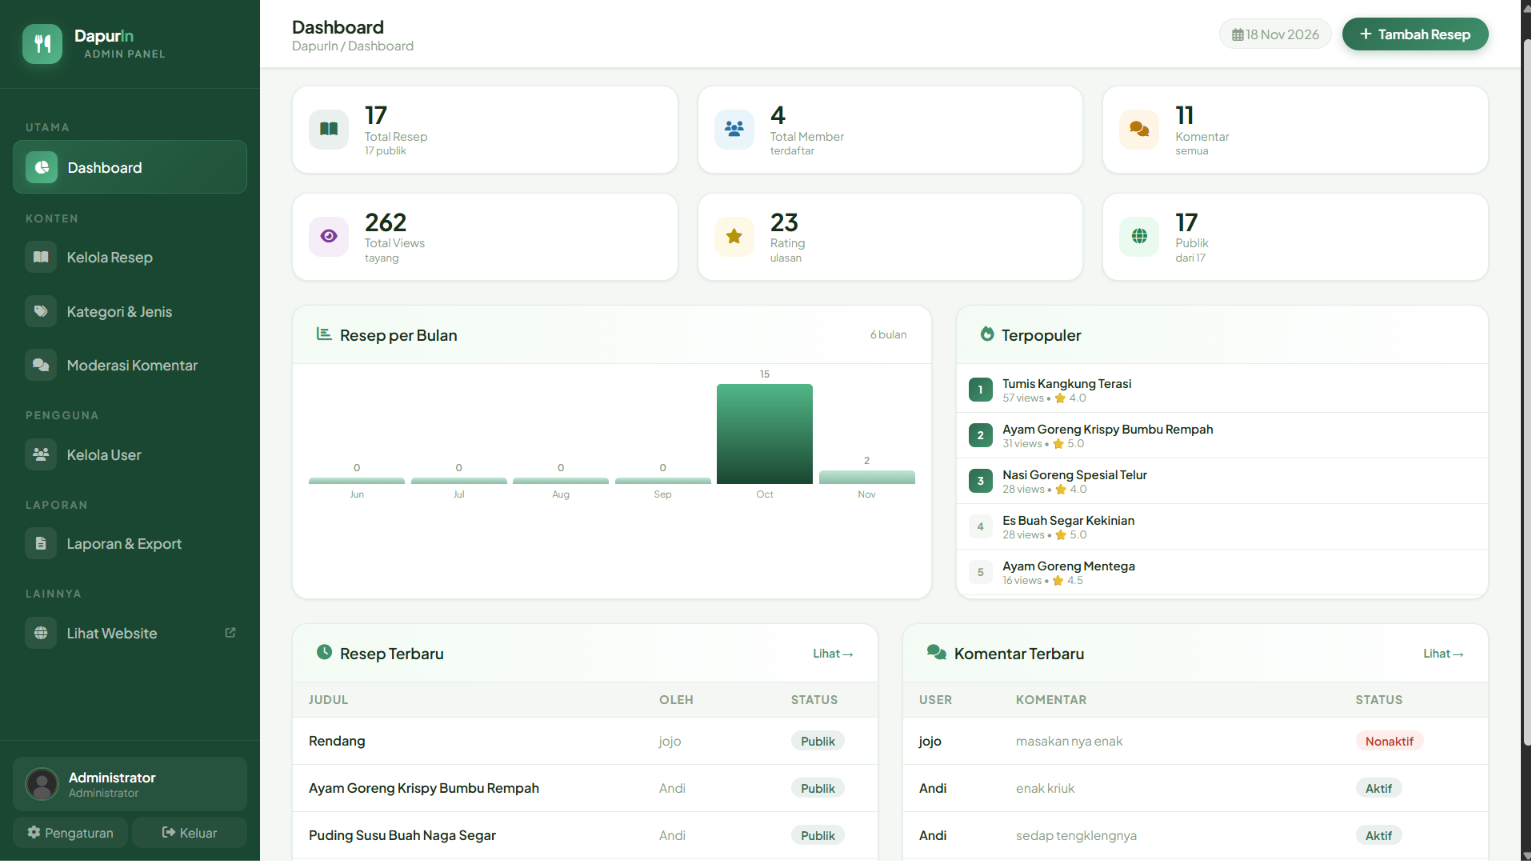 DapurIn
ADMIN PANEL
UTAMA
Dashboard
KONTEN
Kelola Resep
Kategori & Jenis
Moderasi Komentar
PENGGUNA
Kelola User
LAPORAN
Laporan & Export
LAINNYA
Lihat Website
Administrator
Administrator
Pengaturan
Keluar
Dashboard
DapurIn / Dashboard
18 Nov 2026
+ Tambah Resep
17
Total Resep
17 publik
4
Total Member
terdaftar
11
Komentar
semua
262
Total Views
tayang
23
Rating
ulasan
17
Publik
dari 17
Resep per Bulan
6 bulan
0 0 0 0 15 2
Jun Jul Aug Sep Oct Nov
Terpopuler
1 Tumis Kangkung Terasi
57 views • ⭐ 4.0
2 Ayam Goreng Krispy Bumbu Rempah
31 views • ⭐ 5.0
3 Nasi Goreng Spesial Telur
28 views • ⭐ 4.0
4 Es Buah Segar Kekinian
28 views • ⭐ 5.0
5 Ayam Goreng Mentega
16 views • ⭐ 4.5
Resep Terbaru
Lihat →
JUDUL OLEH STATUS
Rendang jojo Publik
Ayam Goreng Krispy Bumbu Rempah Andi Publik
Puding Susu Buah Naga Segar Andi Publik
Komentar Terbaru
Lihat →
USER KOMENTAR STATUS
jojo masakan nya enak Nonaktif
Andi enak kriuk Aktif
Andi sedap tengklengnya Aktif